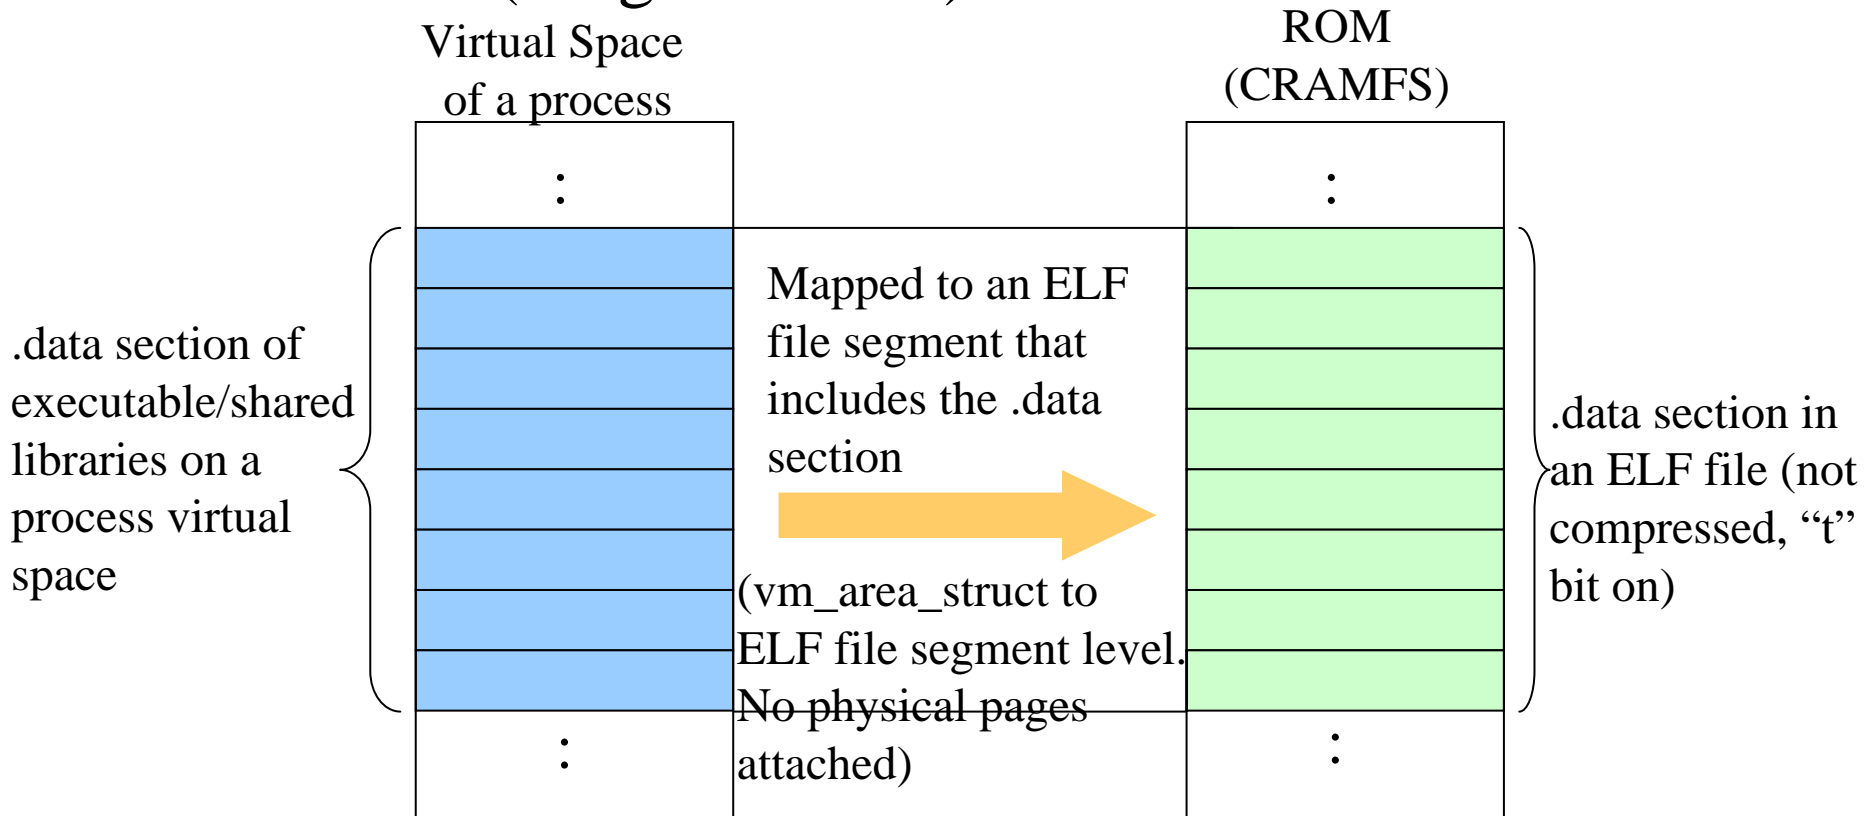 Virtual Space
of a process
ROM
(CRAMFS)
:
:
.data section of
executable/shared
libraries on a
process virtual
space
Mapped to an ELF
file segment that
includes the .data
section
(vm_area_struct to
ELF file segment level.
No physical pages
attached)
.data section in
an ELF file (not
compressed, “t”
bit on)
:
: